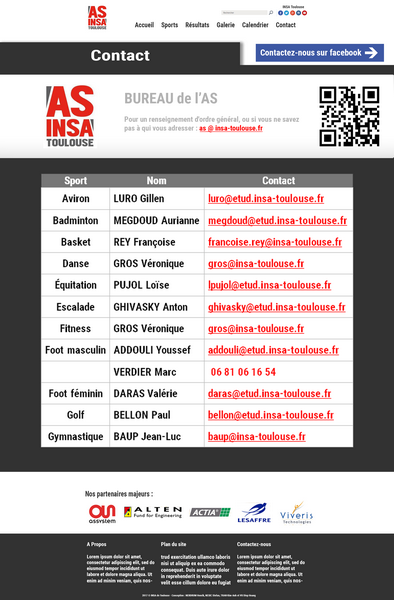 AS
INSA
TOULOUSE
INSA Toulouse
Accueil Sports Résultats Galerie Calendrier Contact
Contact
Contactez-nous sur facebook
AS
INSA
TOULOUSE
BUREAU de l'AS
Pour un renseignement d'ordre général, ou si vous ne savez
pas à qui vous adresser : as @ insa-toulouse.fr
Sport Nom Contact
Aviron LURO Gillen luro@etud.insa-toulouse.fr
Badminton MEGDOUD Aurianne megdoud@etud.insa-toulouse.fr
Basket REY Françoise francoise.rey@insa-toulouse.fr
Danse GROS Véronique gros@insa-toulouse.fr
Équitation PUJOL Loïse lpujol@etud.insa-toulouse.fr
Escalade GHIVASKY Anton ghivasky@etud.insa-toulouse.fr
Fitness GROS Véronique gros@insa-toulouse.fr
Foot masculin ADDOULI Youssef addouli@etud.insa-toulouse.fr
VERDIER Marc 06 81 06 16 54
Foot féminin DARAS Valérie daras@etud.insa-toulouse.fr
Golf BELLON Paul bellon@etud.insa-toulouse.fr
Gymnastique BAUP Jean-Luc baup@insa-toulouse.fr
Nos partenaires majeurs :
assystem
ALTEN
Fund for Engineering
ACTIA
LESAFFRE
Viveris
Technologies
A Propos
Lorem ipsum dolor sit amet,
consectetur adipiscing elit, sed do
eiusmod tempor incididunt ut
labore et dolore magna aliqua. Ut
enim ad minim veniam, quis nos-
Plan du site
trud exercitation ullamco laboris
nisi ut aliquip ex ea commodo
consequat. Duis aute irure dolor
in reprehenderit in voluptate
velit esse cillum dolore eu fugiat
Contactez-nous
Lorem ipsum dolor sit amet,
consectetur adipiscing elit, sed do
eiusmod tempor incididunt ut
labore et dolore magna aliqua. Ut
enim ad minim veniam, quis nos-